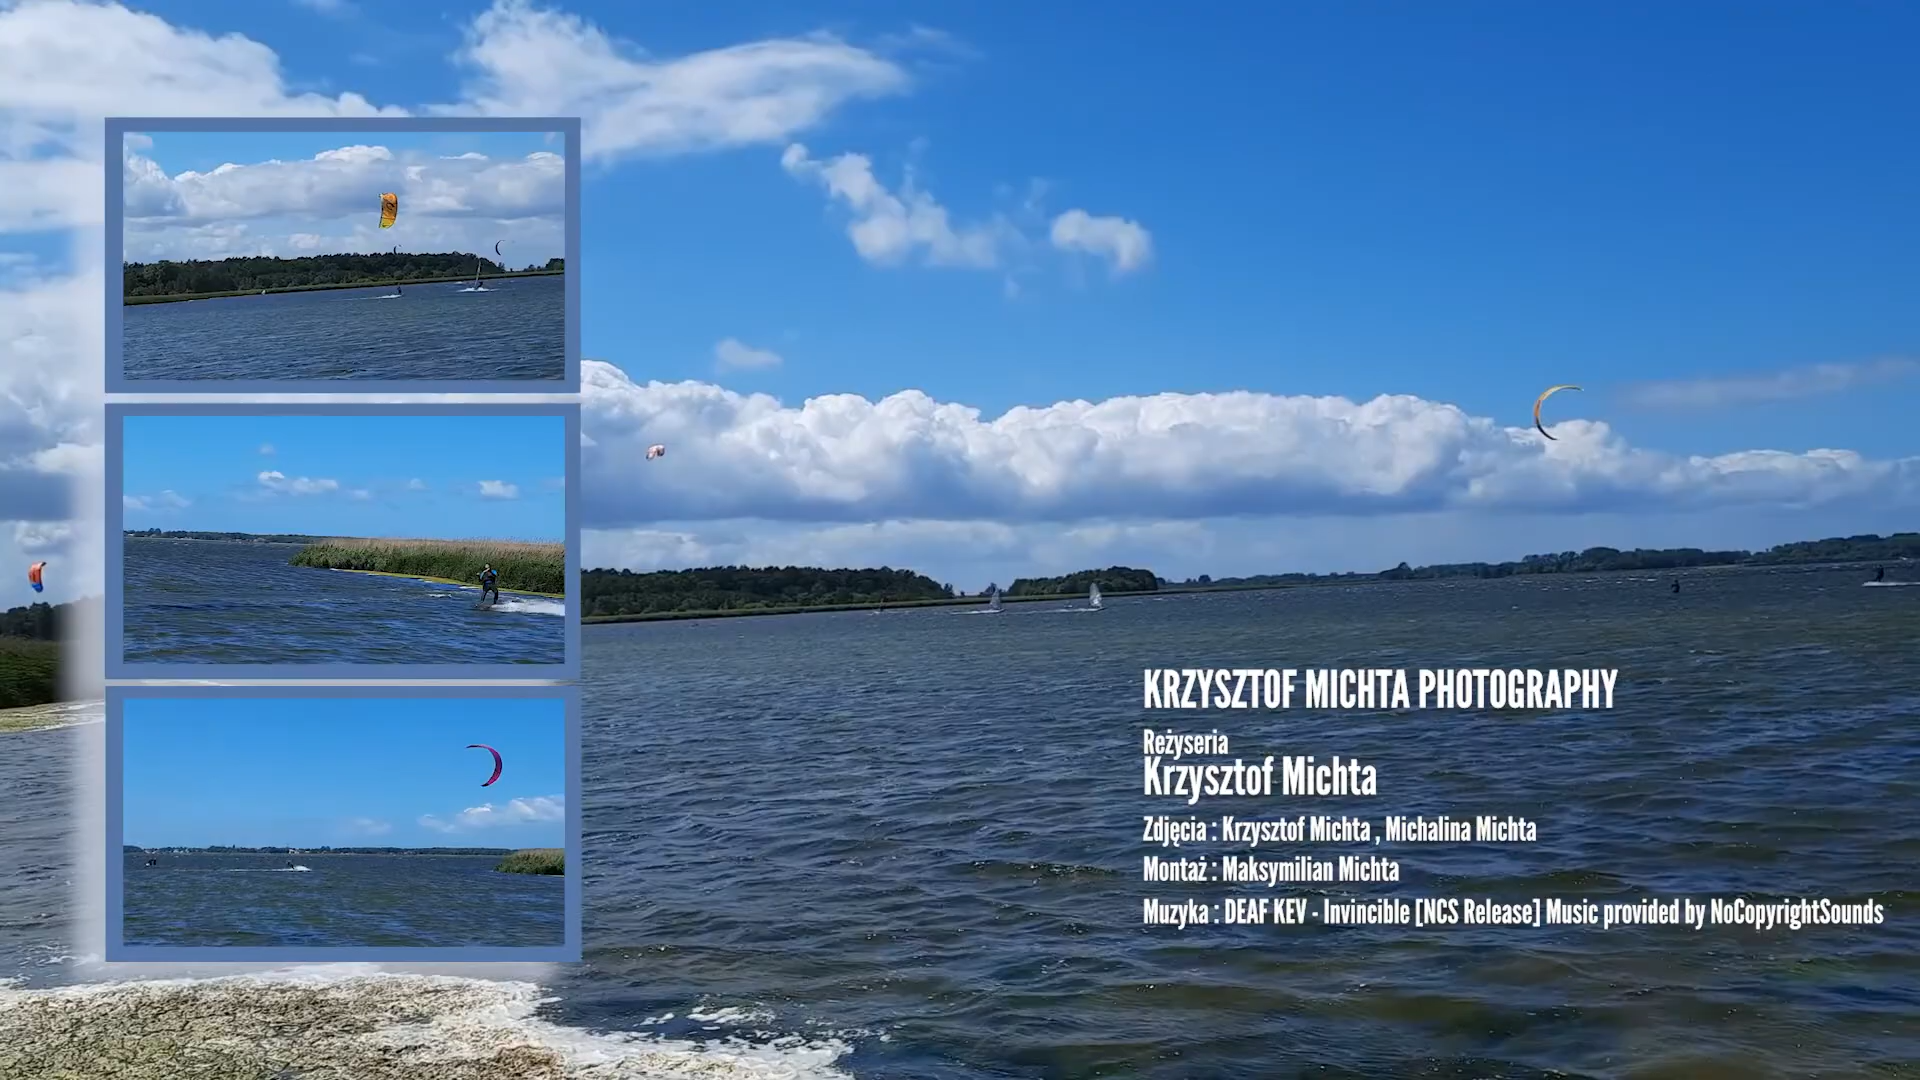 KRZYSZTOF MICHTA PHOTOGRAPHY
Reżyseria
Krzysztof Michta
Zdjęcia : Krzysztof Michta , Michalina Michta
Montaż : Maksymilian Michta
Muzyka : DEAF KEV - Invincible [NCS Release] Music provided by NoCopyrightSounds